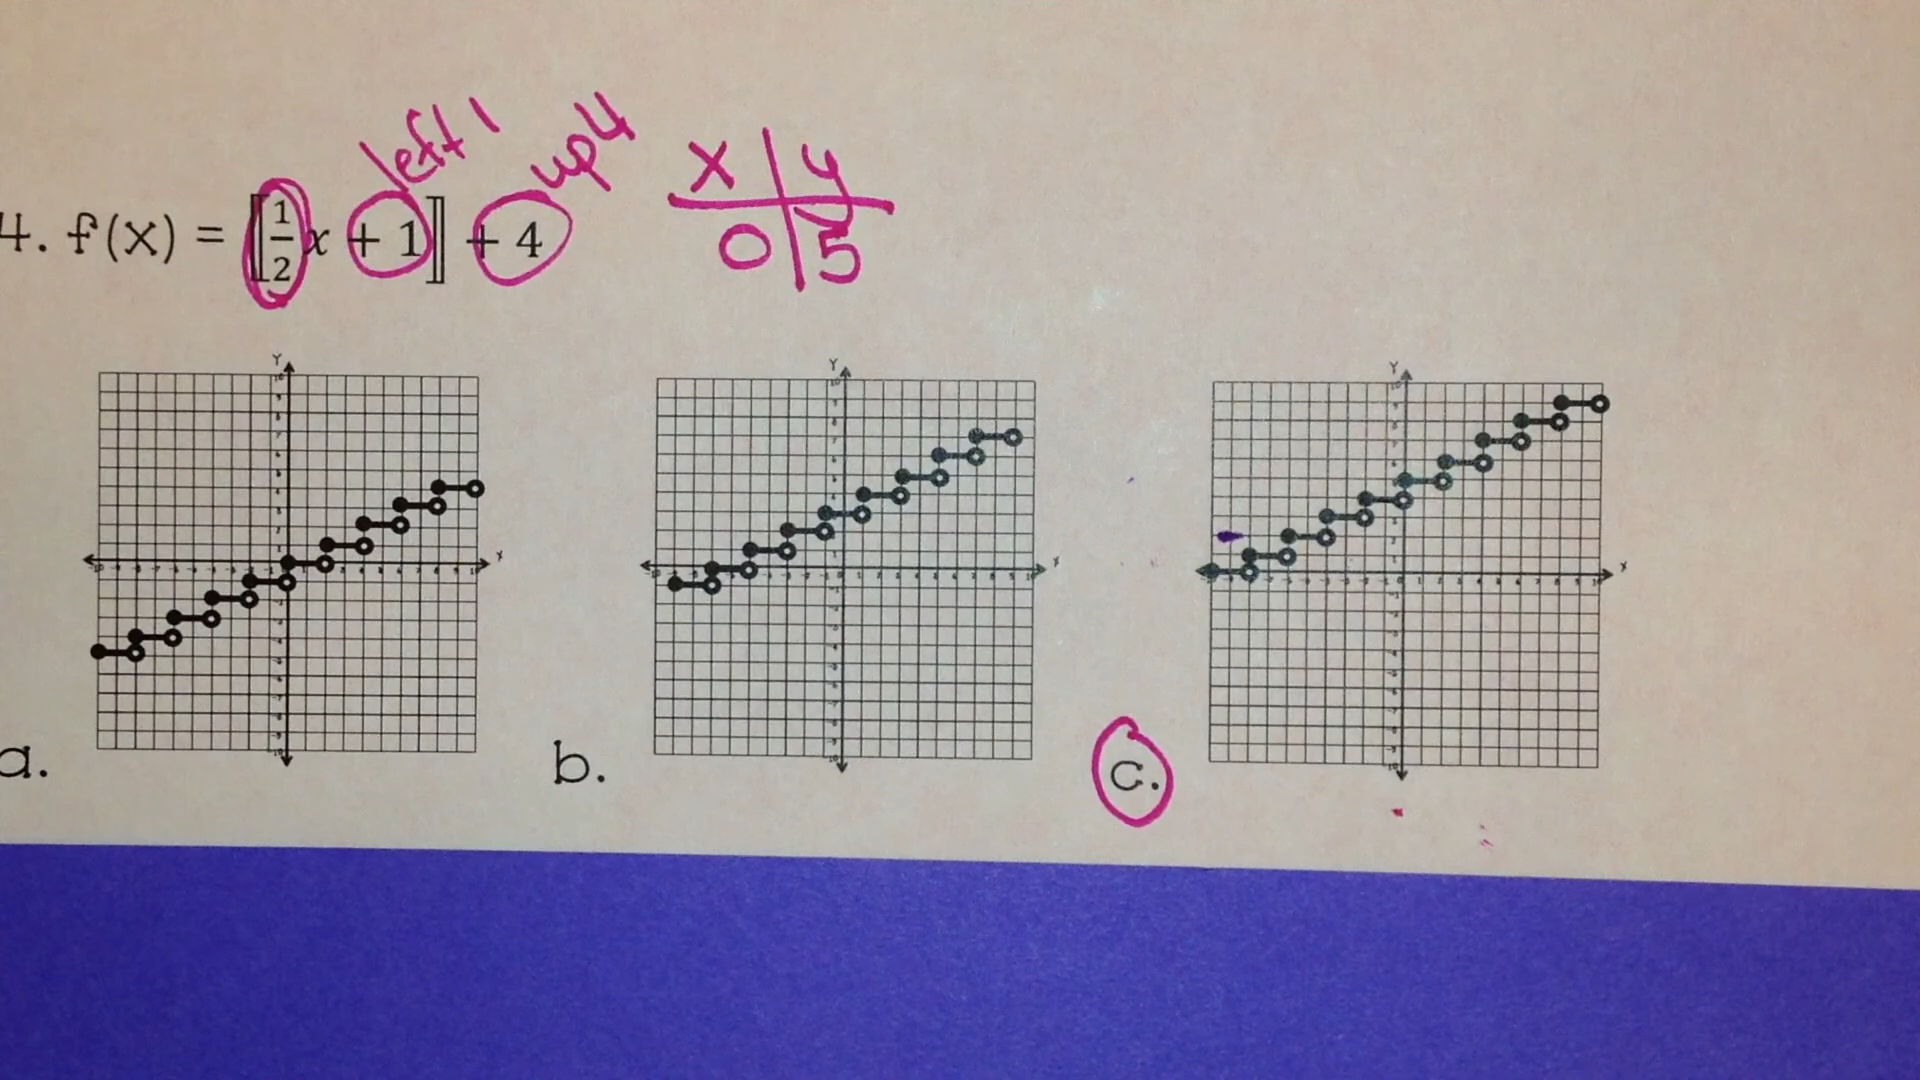 left 1 up 4
4. f(x) = ⟦1/2x + 1⟧ + 4
x y
0 5
Y Y Y
x x x
a. b. c.